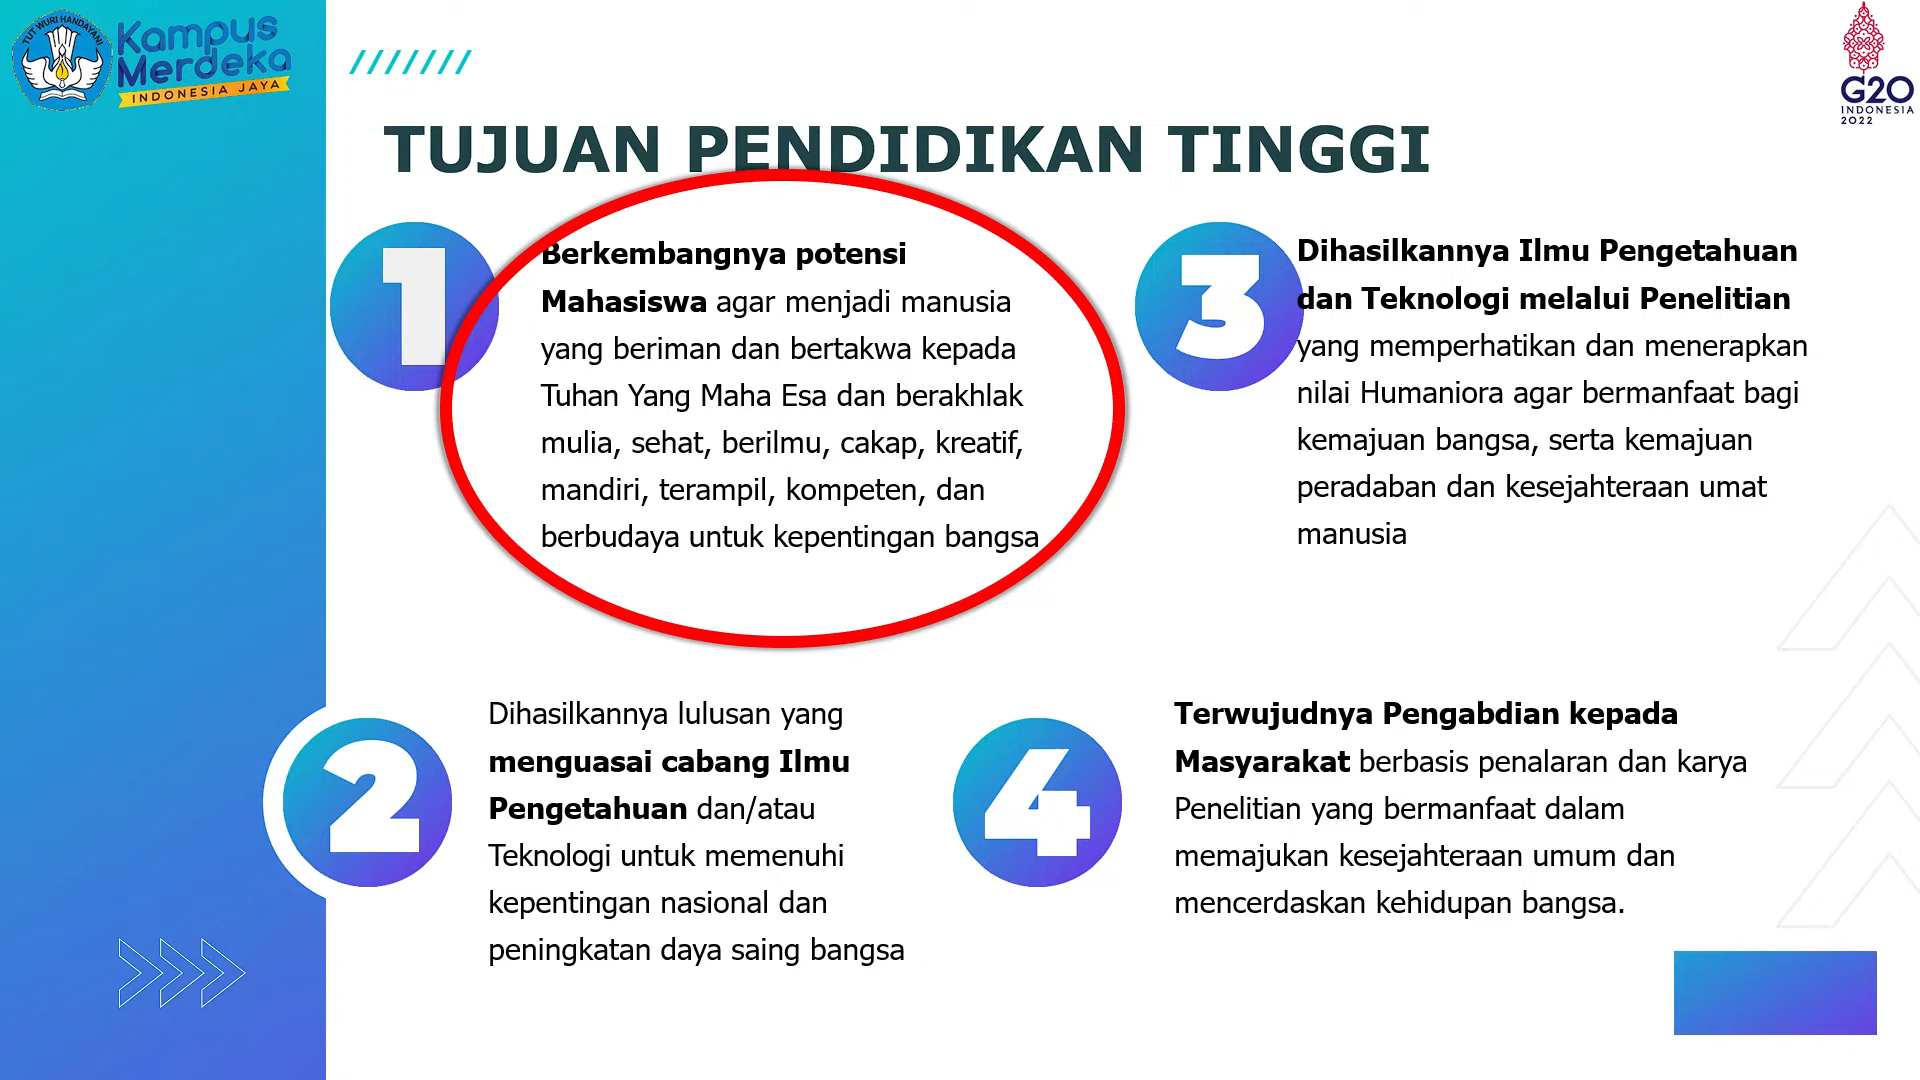 TUT WURI HANDAYANI
Kampus
Merdeka
INDONESIA JAYA
G20
INDONESIA
2022
TUJUAN PENDIDIKAN TINGGI
1
Berkembangnya potensi
Mahasiswa agar menjadi manusia
yang beriman dan bertakwa kepada
Tuhan Yang Maha Esa dan berakhlak
mulia, sehat, berilmu, cakap, kreatif,
mandiri, terampil, kompeten, dan
berbudaya untuk kepentingan bangsa
2
Dihasilkannya lulusan yang
menguasai cabang Ilmu
Pengetahuan dan/atau
Teknologi untuk memenuhi
kepentingan nasional dan
peningkatan daya saing bangsa
3
Dihasilkannya Ilmu Pengetahuan
dan Teknologi melalui Penelitian
yang memperhatikan dan menerapkan
nilai Humaniora agar bermanfaat bagi
kemajuan bangsa, serta kemajuan
peradaban dan kesejahteraan umat
manusia
4
Terwujudnya Pengabdian kepada
Masyarakat berbasis penalaran dan karya
Penelitian yang bermanfaat dalam
memajukan kesejahteraan umum dan
mencerdaskan kehidupan bangsa.